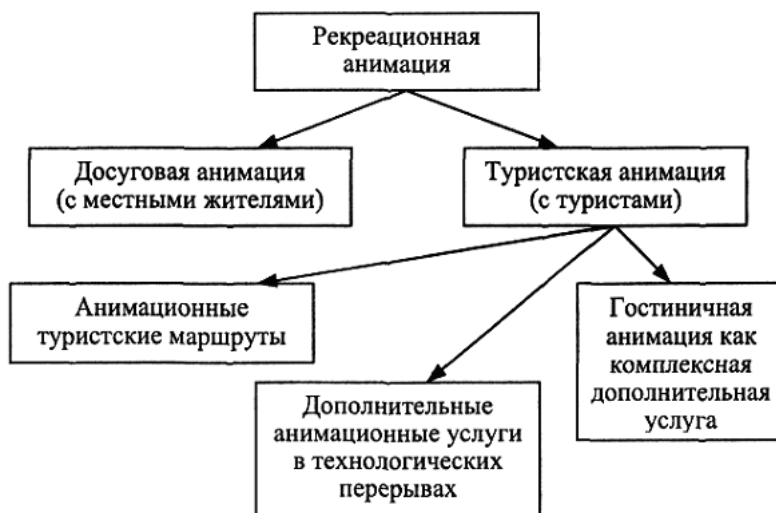 Рекреационная
анимация
Досуговая анимация
(с местными жителями)
Туристская анимация
(с туристами)
Анимационные
туристские маршруты
Дополнительные
анимационные услуги
в технологических
перерывах
Гостиничная
анимация как
комплексная
дополнительная
услуга